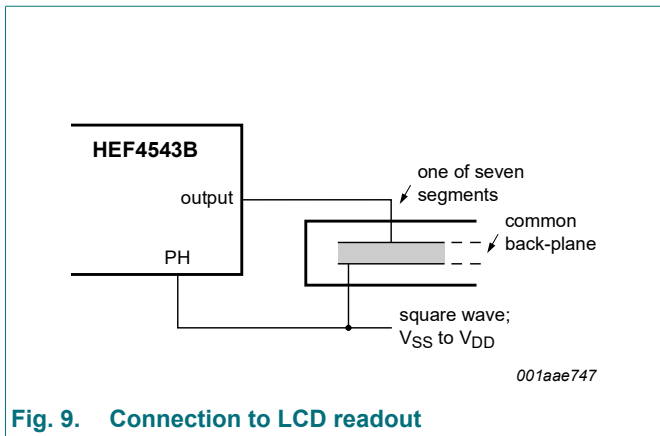 HEF4543B
output
PH
one of seven
segments
common
back-plane
square wave;
VSS to VDD
001aae747
Fig. 9. Connection to LCD readout